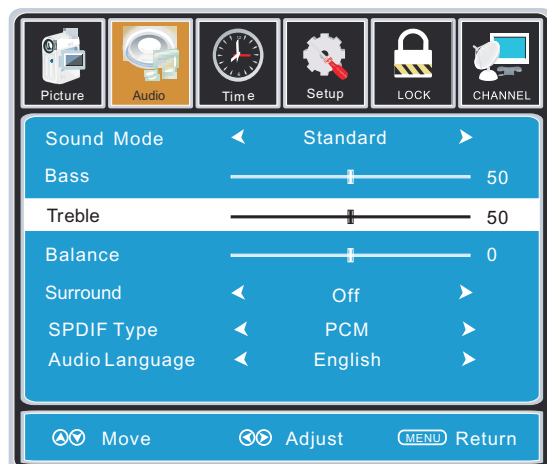 Picture Audio Time Setup LOCK CHANNEL
Sound Mode Standard
Bass 50
Treble 50
Balance 0
Surround Off
SPDIF Type PCM
Audio Language English
Move Adjust MENU Return